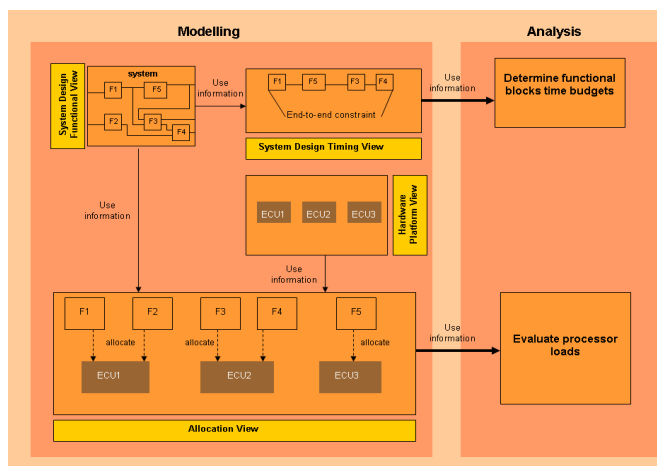 Modelling
Analysis
System Design
Functional View
system
F1
F5
F2
F3
F4
Use
information
F1
F5
F3
F4
End-to-end constraint
System Design Timing View
Use
information
Determine functional
blocks time budgets
Use
information
ECU1
ECU2
ECU3
Hardware
Platform View
Use
information
F1
F2
F3
F4
F5
allocate
allocate
allocate
ECU1
ECU2
ECU3
Allocation View
Use
information
Evaluate processor
loads